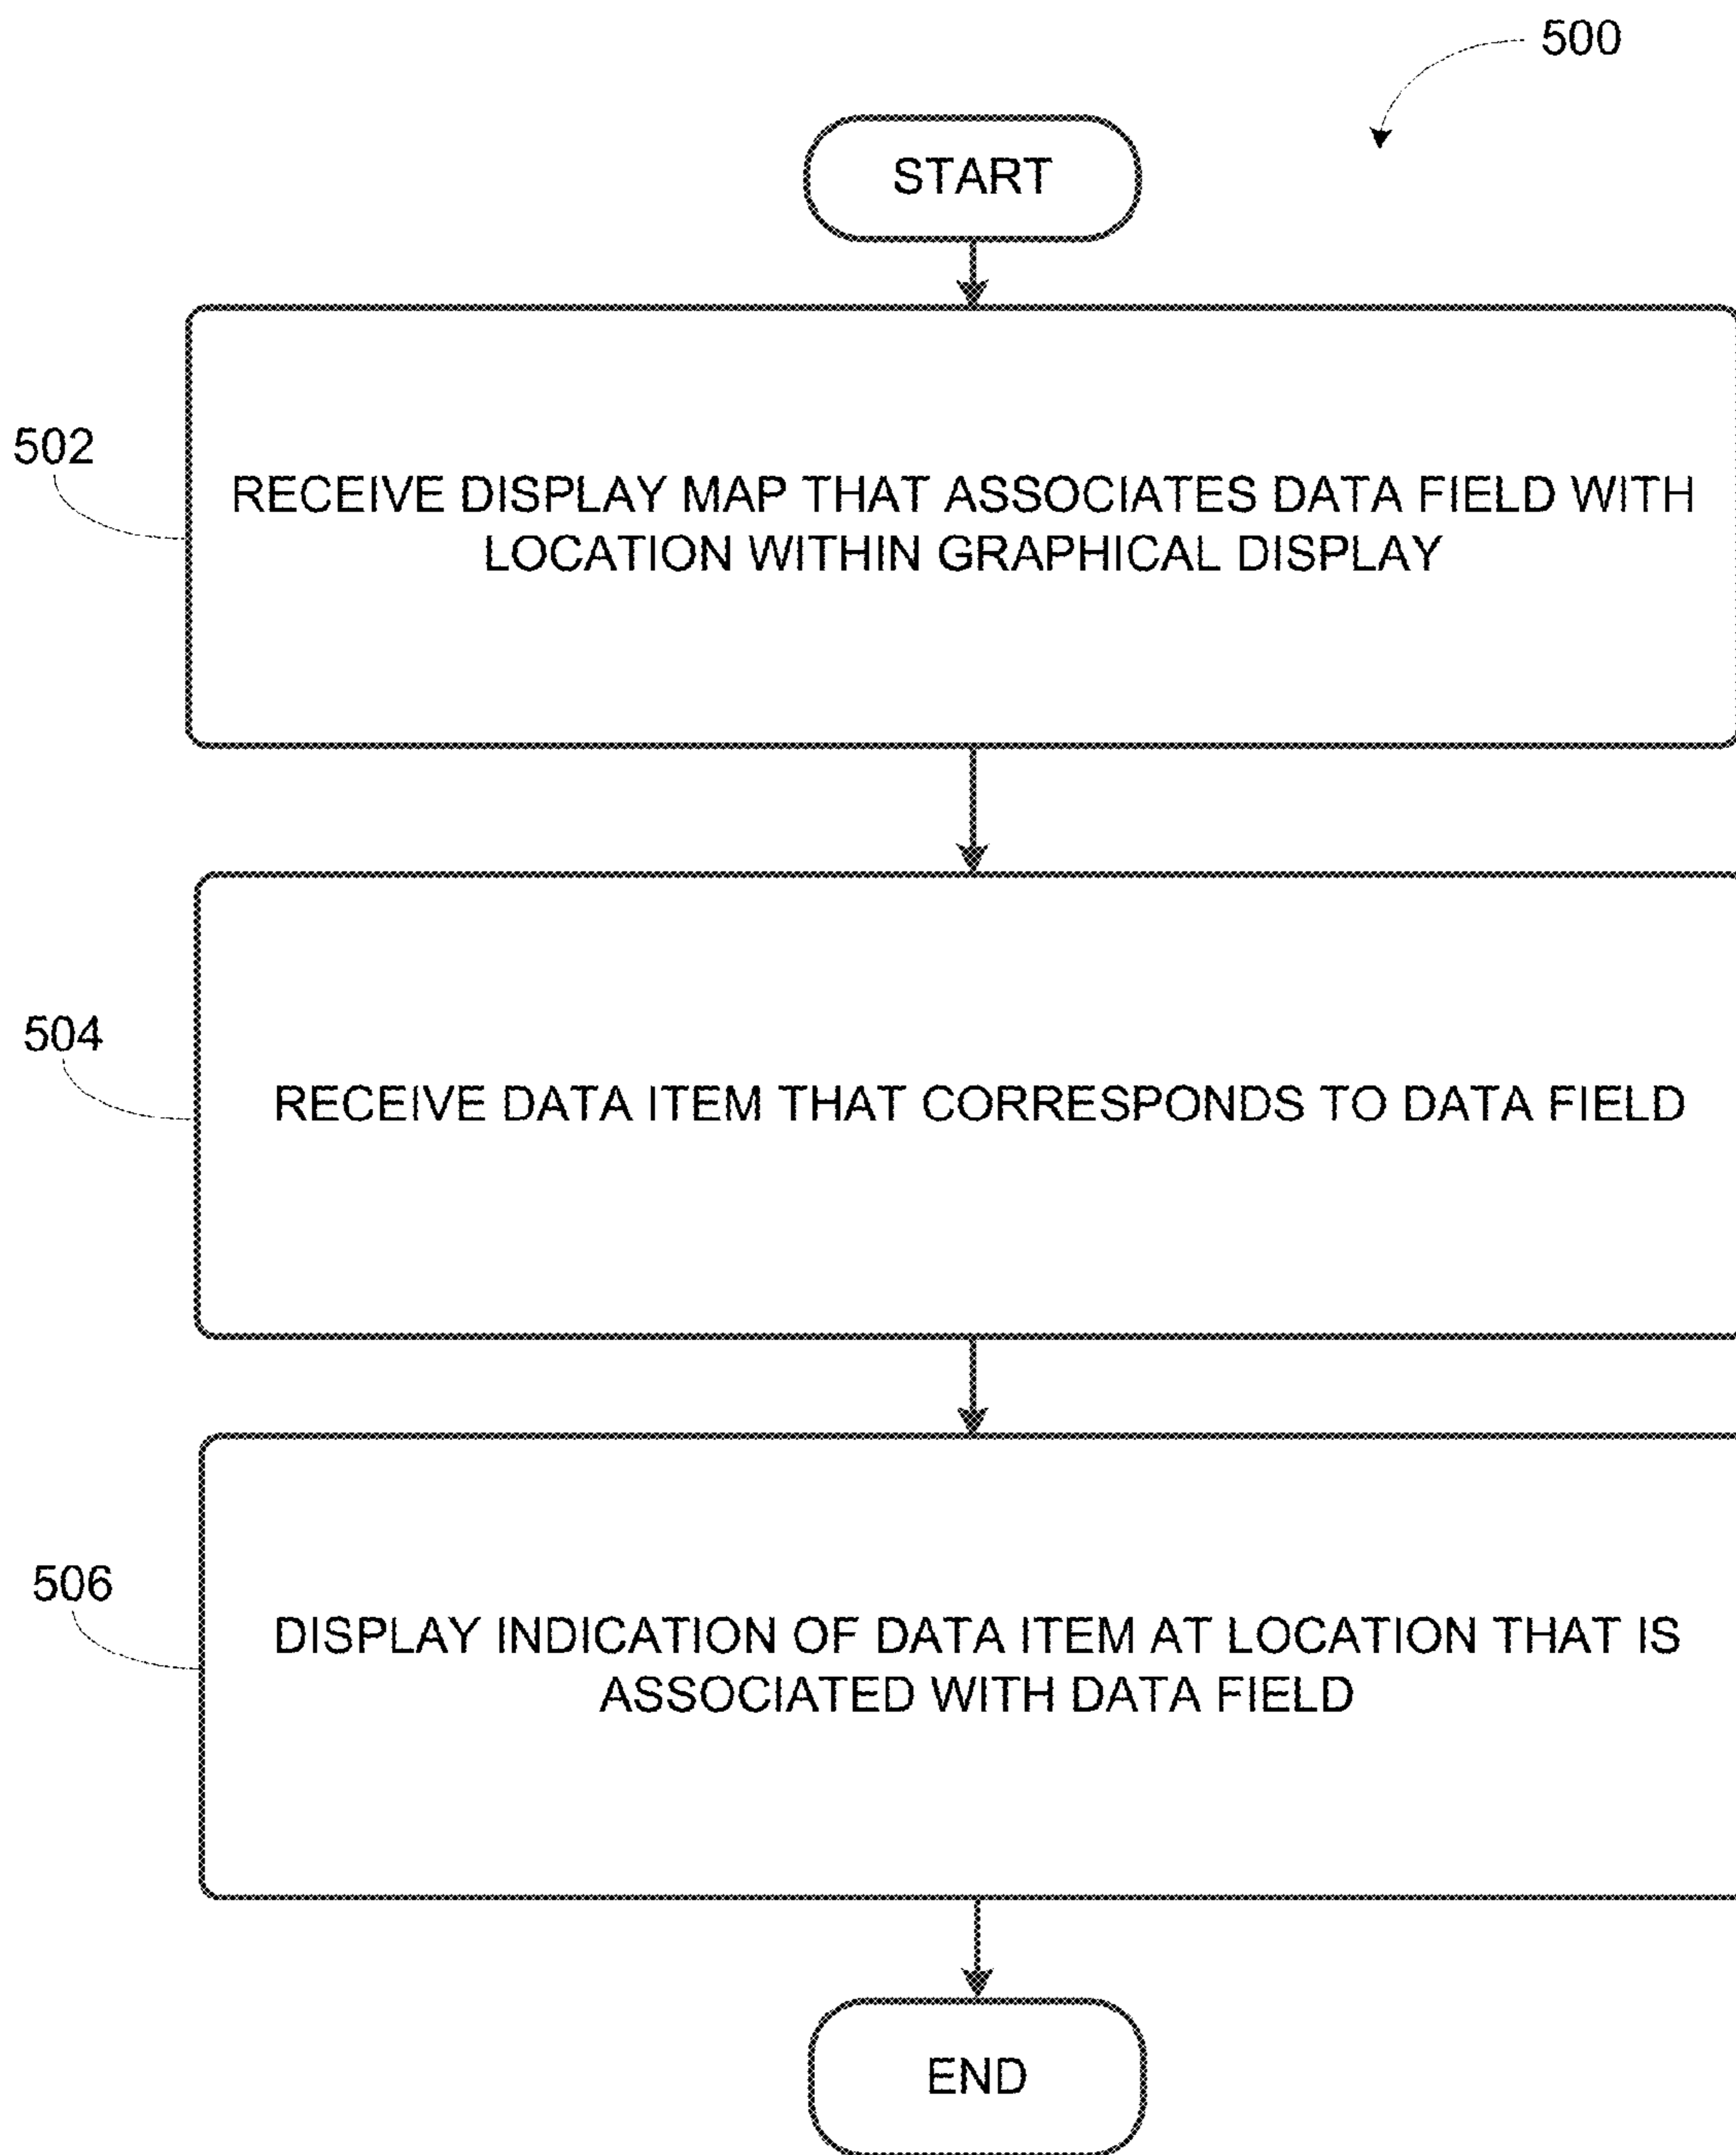 500
START
502
RECEIVE DISPLAY MAP THAT ASSOCIATES DATA FIELD WITH
LOCATION WITHIN GRAPHICAL DISPLAY
504
RECEIVE DATA ITEM THAT CORRESPONDS TO DATA FIELD
506
DISPLAY INDICATION OF DATA ITEM AT LOCATION THAT IS
ASSOCIATED WITH DATA FIELD
END